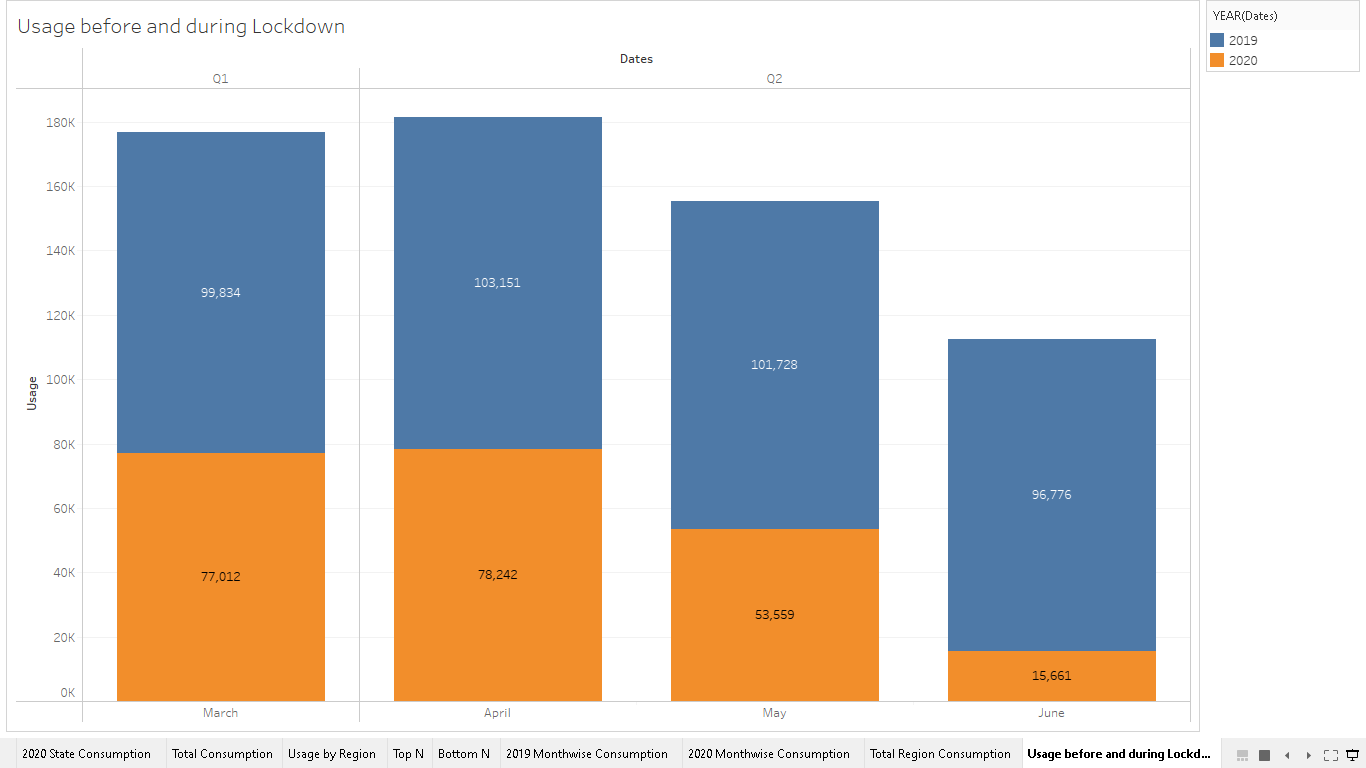 Usage before and during Lockdown
YEAR(Dates)
2019
2020
Dates
Q1 Q2
180K
160K
140K
120K
100K
80K
60K
40K
20K
0K
Usage
99,834 103,151 101,728 96,776
77,012 78,242 53,559 15,661
March April May June
2020 State Consumption Total Consumption Usage by Region Top N Bottom N 2019 Monthwise Consumption 2020 Monthwise Consumption Total Region Consumption Usage before and during Lockd...